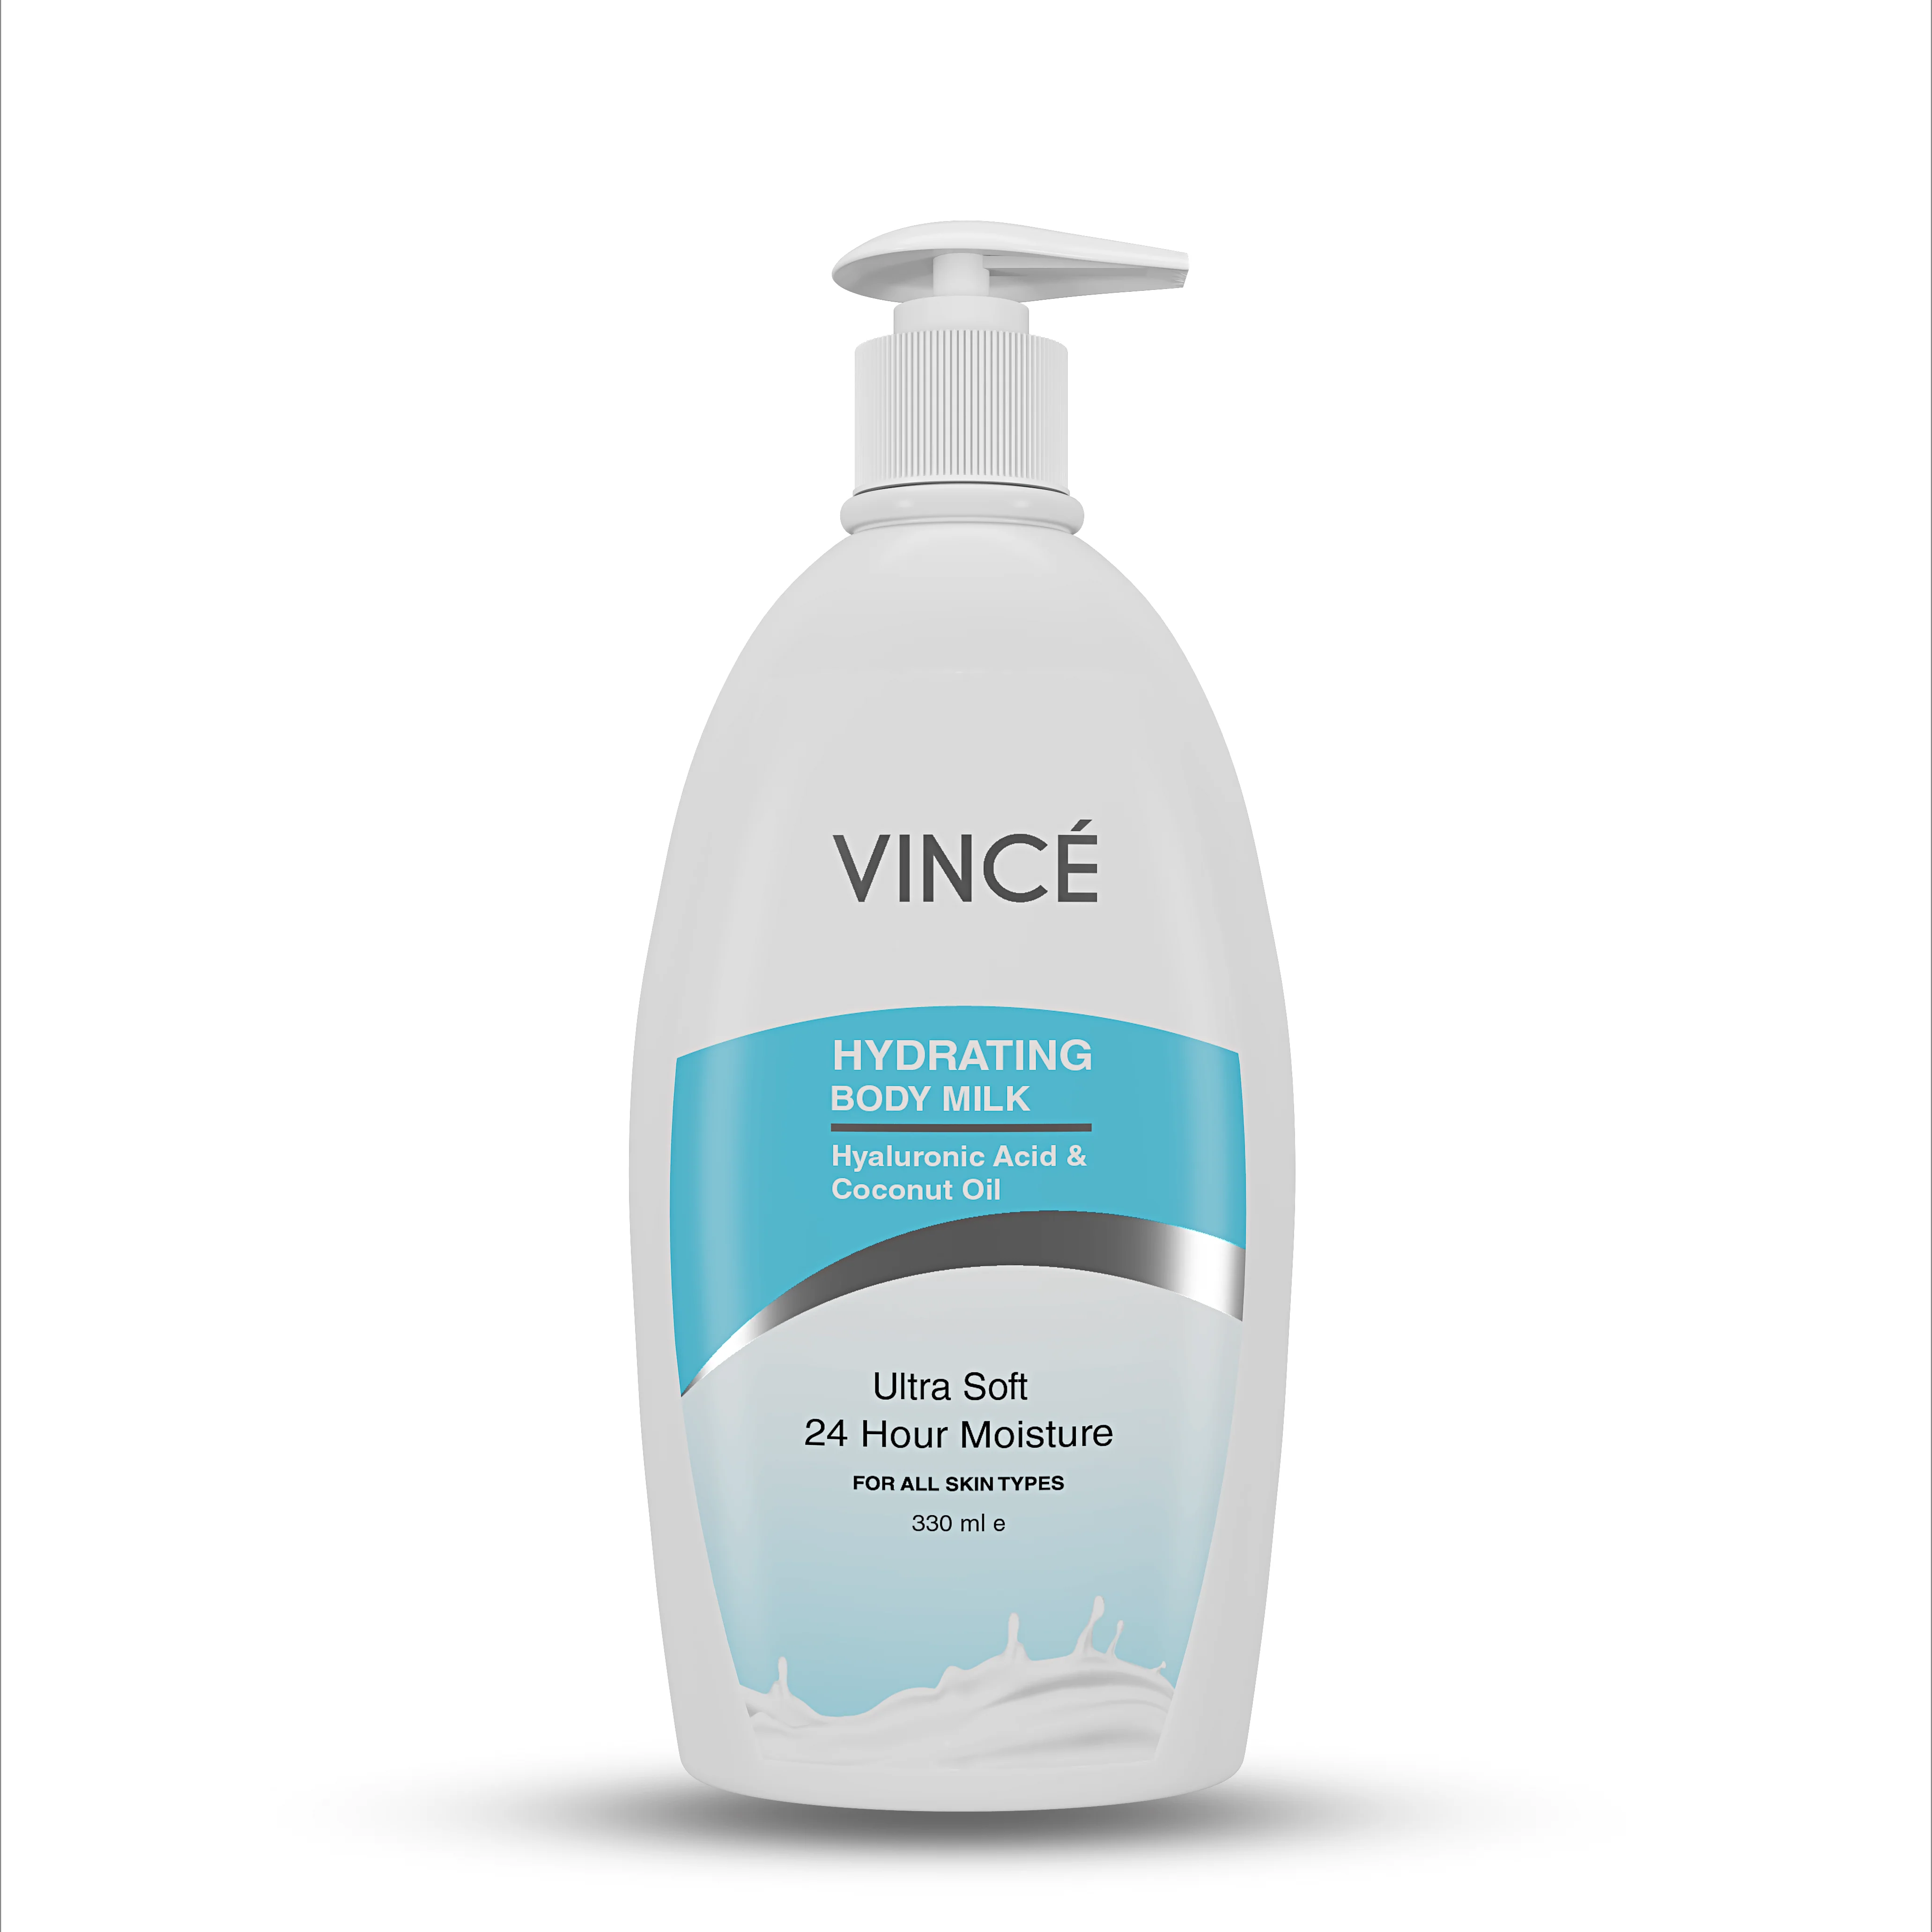 VINCÉ
HYDRATING
BODY MILK
Hyaluronic Acid &
Coconut Oil
Ultra Soft
24 Hour Moisture
FOR ALL SKIN TYPES
330 ml e